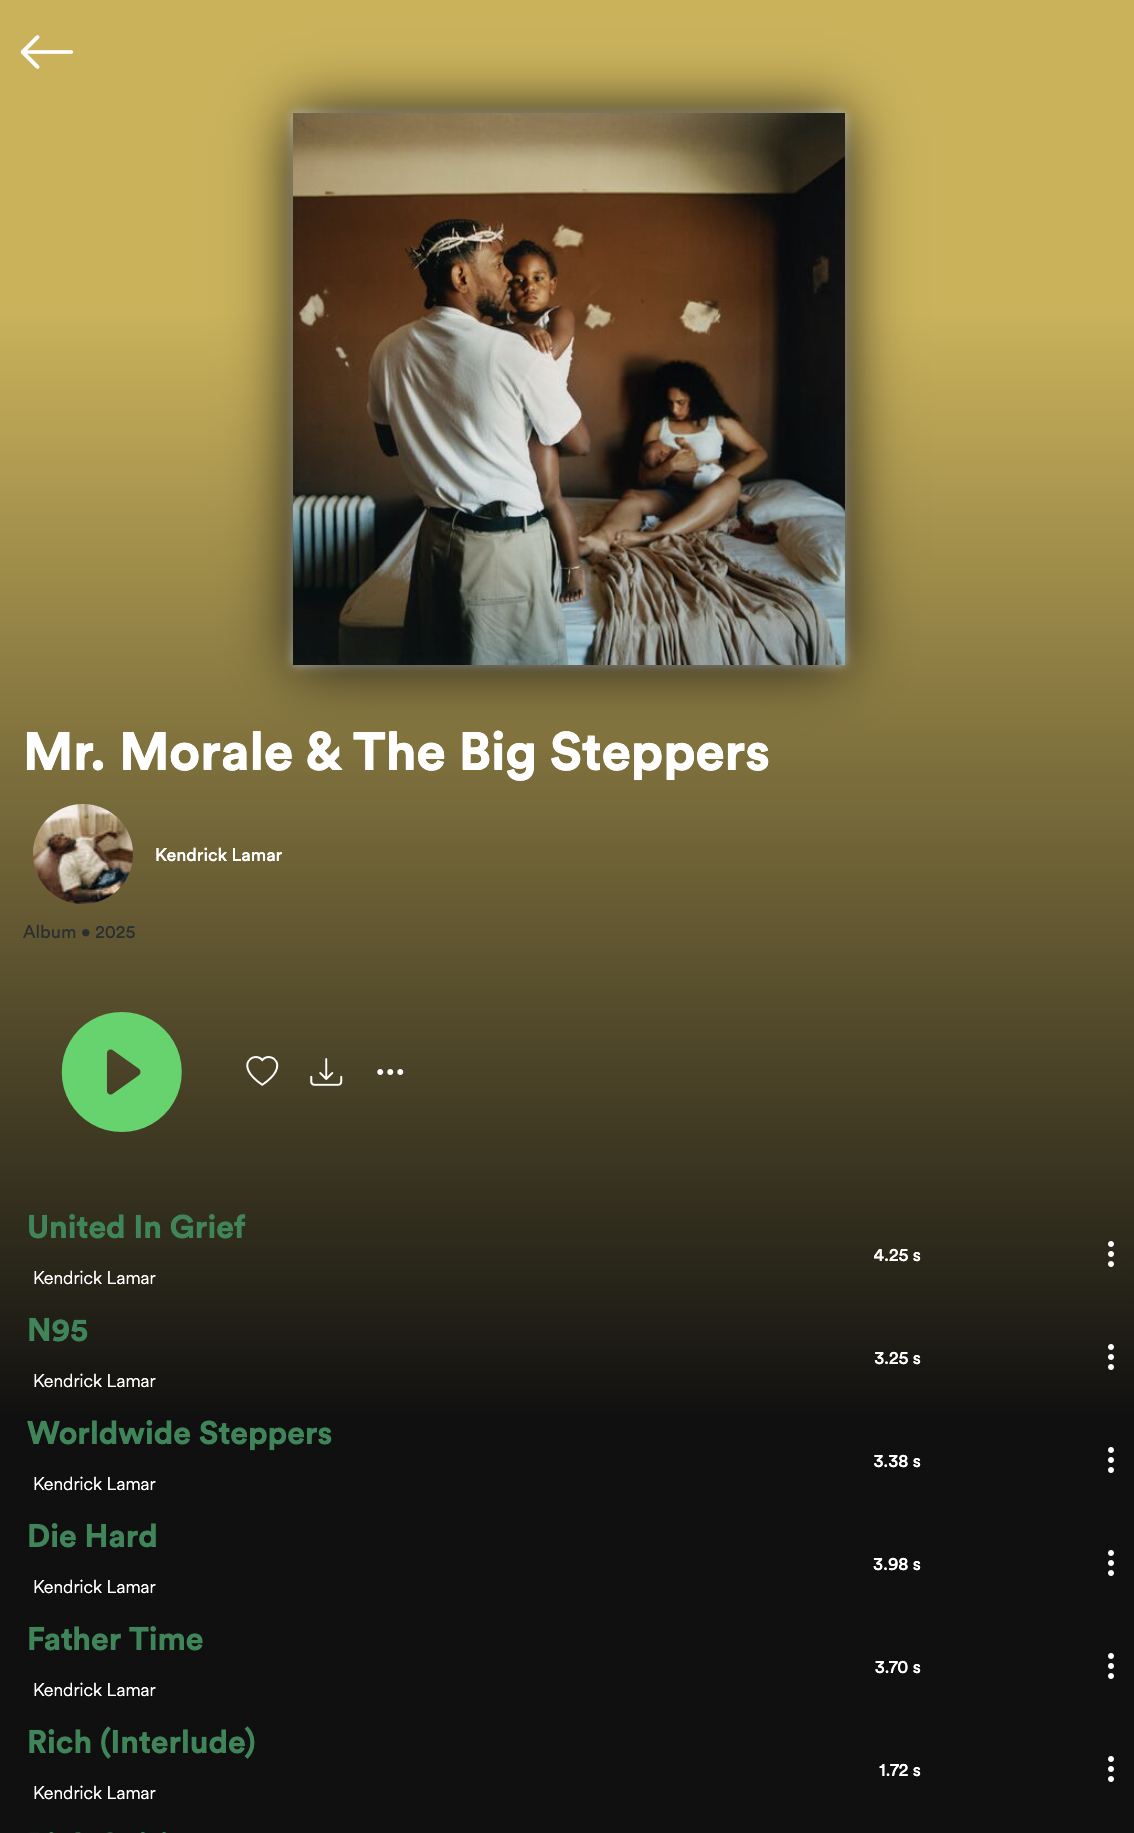 Mr. Morale & The Big Steppers
Kendrick Lamar
Album • 2025
United In Grief
4.25 s
Kendrick Lamar
N95
3.25 s
Kendrick Lamar
Worldwide Steppers
3.38 s
Kendrick Lamar
Die Hard
3.98 s
Kendrick Lamar
Father Time
3.70 s
Kendrick Lamar
Rich (Interlude)
1.72 s
Kendrick Lamar